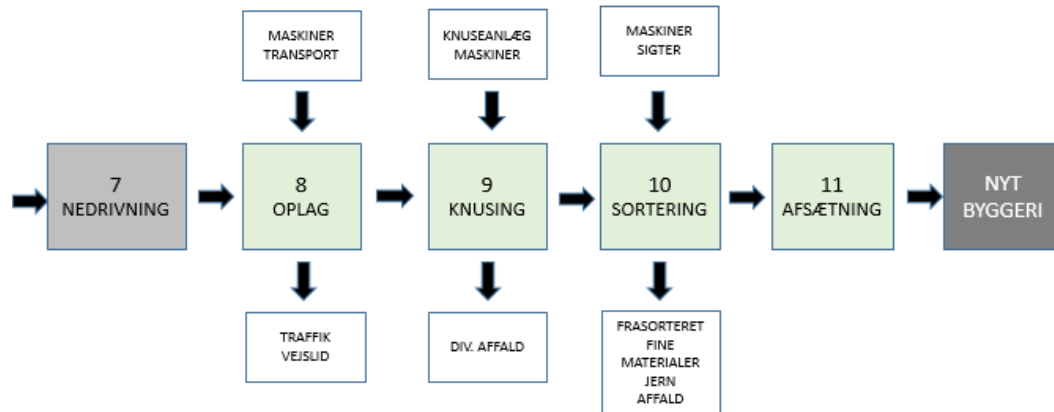 MASKINER
TRANSPORT
KNUSEANLÆG
MASKINER
MASKINER
SIGTER
7
NEDRIVNING
8
OPLAG
9
KNUSING
10
SORTERING
11
AFSÆTNING
NYT
BYGGERI
TRAFFIK
VEJSLID
DIV. AFFALD
FRASORTERET
FINE
MATERIALER
JERN
AFFALD